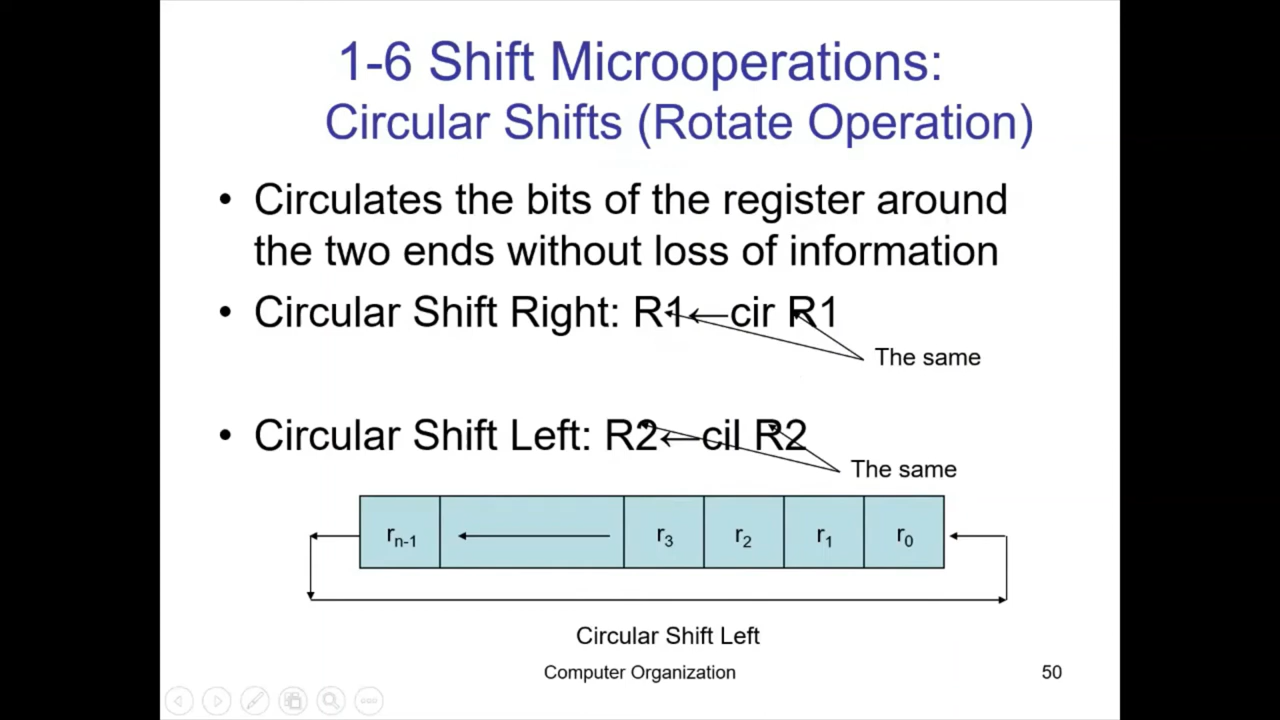 1-6 Shift Microoperations:
Circular Shifts (Rotate Operation)
• Circulates the bits of the register around
the two ends without loss of information
• Circular Shift Right: R1←cir R1
The same
• Circular Shift Left: R2←cil R2
The same
rn-1 r3 r2 r1 r0
Circular Shift Left
Computer Organization 50